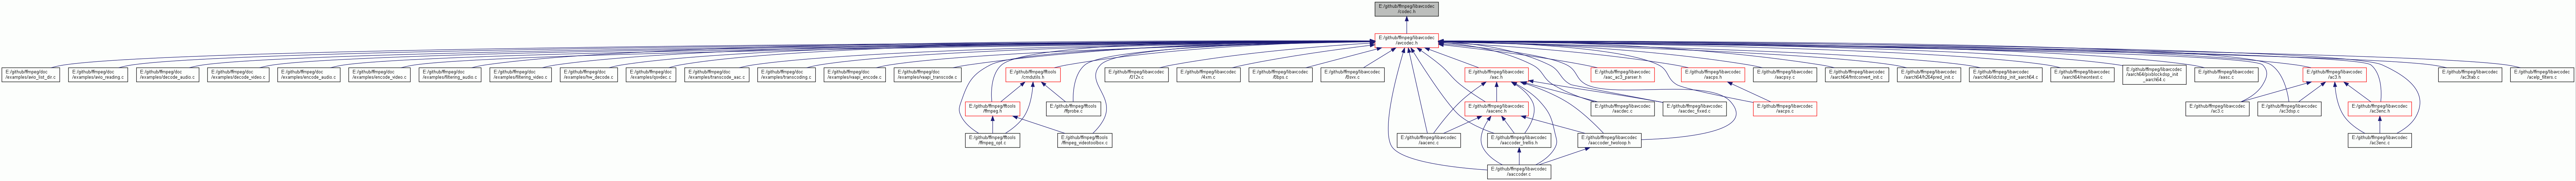 E:/github/ffmpeg/libavcodec
/codec.h
E:/github/ffmpeg/libavcodec
/avcodec.h
E:/github/ffmpeg/doc
/examples/avio_list_dir.c
E:/github/ffmpeg/doc
/examples/avio_reading.c
E:/github/ffmpeg/doc
/examples/decode_audio.c
E:/github/ffmpeg/doc
/examples/decode_video.c
E:/github/ffmpeg/doc
/examples/encode_audio.c
E:/github/ffmpeg/doc
/examples/encode_video.c
E:/github/ffmpeg/doc
/examples/filtering_audio.c
E:/github/ffmpeg/doc
/examples/filtering_video.c
E:/github/ffmpeg/doc
/examples/hw_decode.c
E:/github/ffmpeg/doc
/examples/qsvdec.c
E:/github/ffmpeg/doc
/examples/transcode_aac.c
E:/github/ffmpeg/doc
/examples/transcoding.c
E:/github/ffmpeg/doc
/examples/vaapi_encode.c
E:/github/ffmpeg/doc
/examples/vaapi_transcode.c
E:/github/ffmpeg/fftools
/cmdutils.h
E:/github/ffmpeg/libavcodec
/012v.c
E:/github/ffmpeg/libavcodec
/4xm.c
E:/github/ffmpeg/libavcodec
/8bps.c
E:/github/ffmpeg/libavcodec
/8svx.c
E:/github/ffmpeg/libavcodec
/aac.h
E:/github/ffmpeg/libavcodec
/aac_ac3_parser.h
E:/github/ffmpeg/libavcodec
/aacps.h
E:/github/ffmpeg/libavcodec
/aacpsy.c
E:/github/ffmpeg/libavcodec
/aarch64/fmtconvert_init.c
E:/github/ffmpeg/libavcodec
/aarch64/h264pred_init.c
E:/github/ffmpeg/libavcodec
/aarch64/idctdsp_init_aarch64.c
E:/github/ffmpeg/libavcodec
/aarch64/neontest.c
E:/github/ffmpeg/libavcodec
/aarch64/pixblockdsp_init
_aarch64.c
E:/github/ffmpeg/libavcodec
/aasc.c
E:/github/ffmpeg/libavcodec
/ac3.h
E:/github/ffmpeg/libavcodec
/ac3tab.c
E:/github/ffmpeg/libavcodec
/acelp_filters.c
E:/github/ffmpeg/fftools
/ffmpeg.h
E:/github/ffmpeg/fftools
/ffprobe.c
E:/github/ffmpeg/libavcodec
/aacenc.h
E:/github/ffmpeg/libavcodec
/aacdec.c
E:/github/ffmpeg/libavcodec
/aacdec_fixed.c
E:/github/ffmpeg/libavcodec
/aacps.c
E:/github/ffmpeg/libavcodec
/ac3.c
E:/github/ffmpeg/libavcodec
/ac3dsp.c
E:/github/ffmpeg/libavcodec
/ac3enc.h
E:/github/ffmpeg/fftools
/ffmpeg_opt.c
E:/github/ffmpeg/fftools
/ffmpeg_videotoolbox.c
E:/github/ffmpeg/libavcodec
/aacenc.c
E:/github/ffmpeg/libavcodec
/aaccoder_trellis.h
E:/github/ffmpeg/libavcodec
/aaccoder_twoloop.h
E:/github/ffmpeg/libavcodec
/ac3enc.c
E:/github/ffmpeg/libavcodec
/aaccoder.c